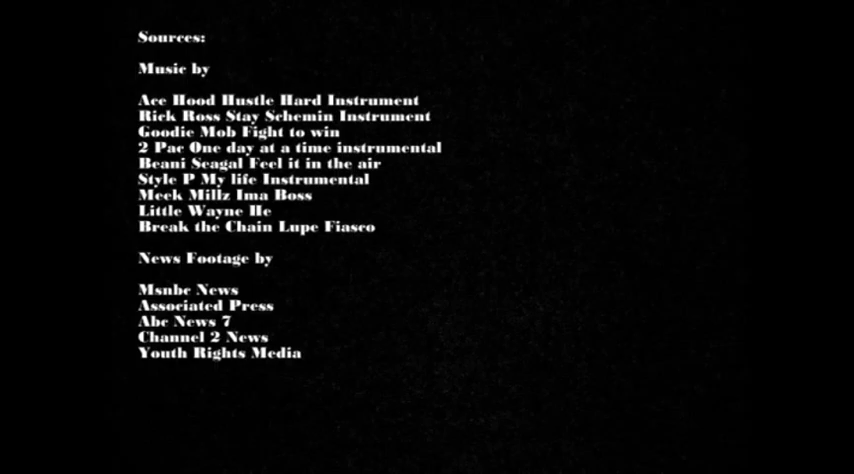 Sources:
Music by
Ace Hood Hustle Hard Instrument
Rick Ross Stay Schemin Instrument
Goodie Mob Fight to win
2 Pac One day at a time instrumental
Beani Seagal Feel it in the air
Style P My life Instrumental
Meek Millz Ima Boss
Little Wayne He
Break the Chain Lupe Fiasco
News Footage by
Msnbc News
Associated Press
Abc News 7
Channel 2 News
Youth Rights Media